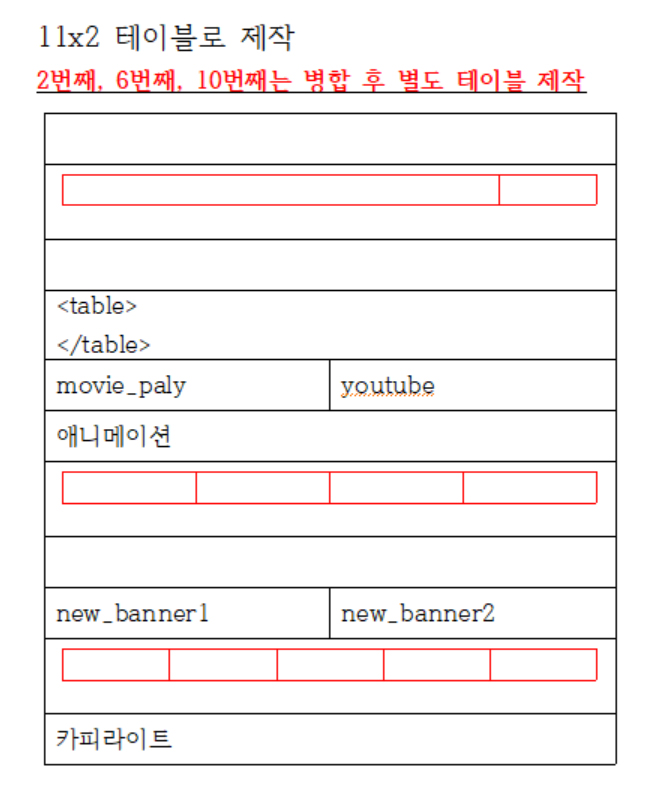 11x2 테이블로 제작
2번째, 6번째, 10번째는 병합 후 별도 테이블 제작
<table>
</table>
movie_paly youtube
애니메이션
new_banner1 new_banner2
카피라이트